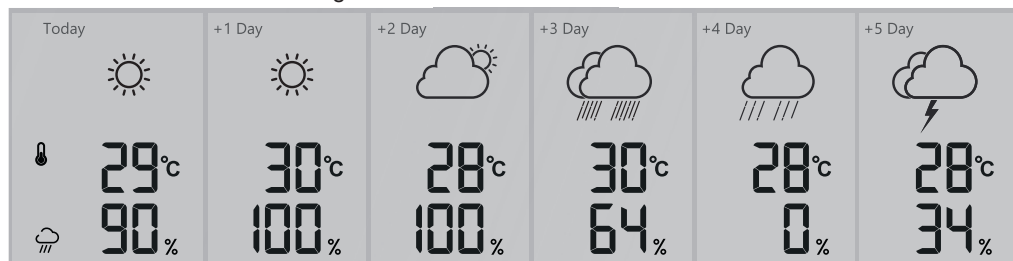 Today +1 Day +2 Day +3 Day +4 Day +5 Day
29°C 30°C 28°C 30°C 28°C 28°C
90% 100% 100% 64% 0% 34%